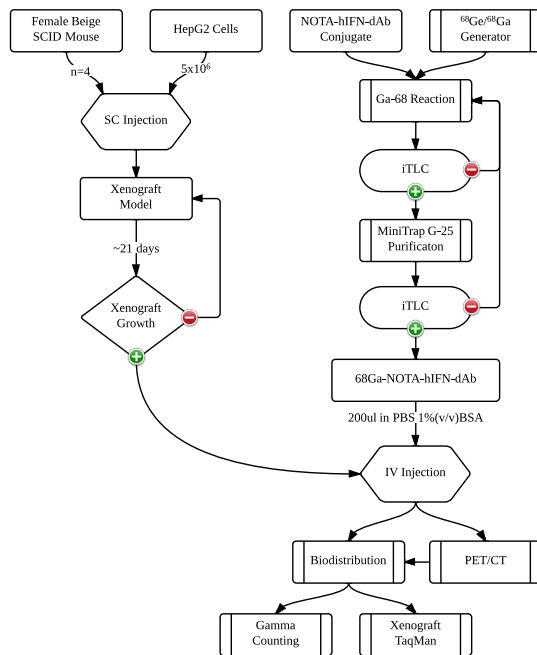 Female Beige
SCID Mouse
HepG2 Cells
NOTA-hIFN-dAb
Conjugate
⁶⁸Ge/⁶⁸Ga
Generator
n=4
5x10⁶
SC Injection
Ga-68 Reaction
iTLC
Xenograft
Model
MiniTrap G-25
Purificaton
~21 days
Xenograft
Growth
iTLC
68Ga-NOTA-hIFN-dAb
200ul in PBS 1%(v/v)BSA
IV Injection
Biodistribution
PET/CT
Gamma
Counting
Xenograft
TaqMan